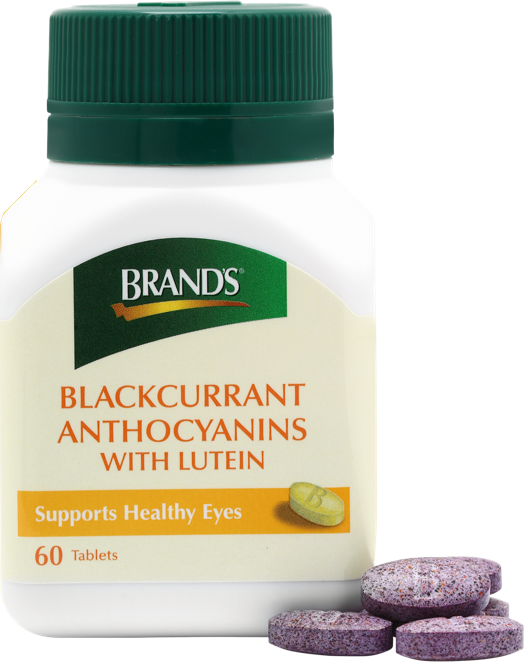 BRAND'S®
BLACKCURRANT
ANTHOCYANINS
WITH LUTEIN
Supports Healthy Eyes
B
60 Tablets